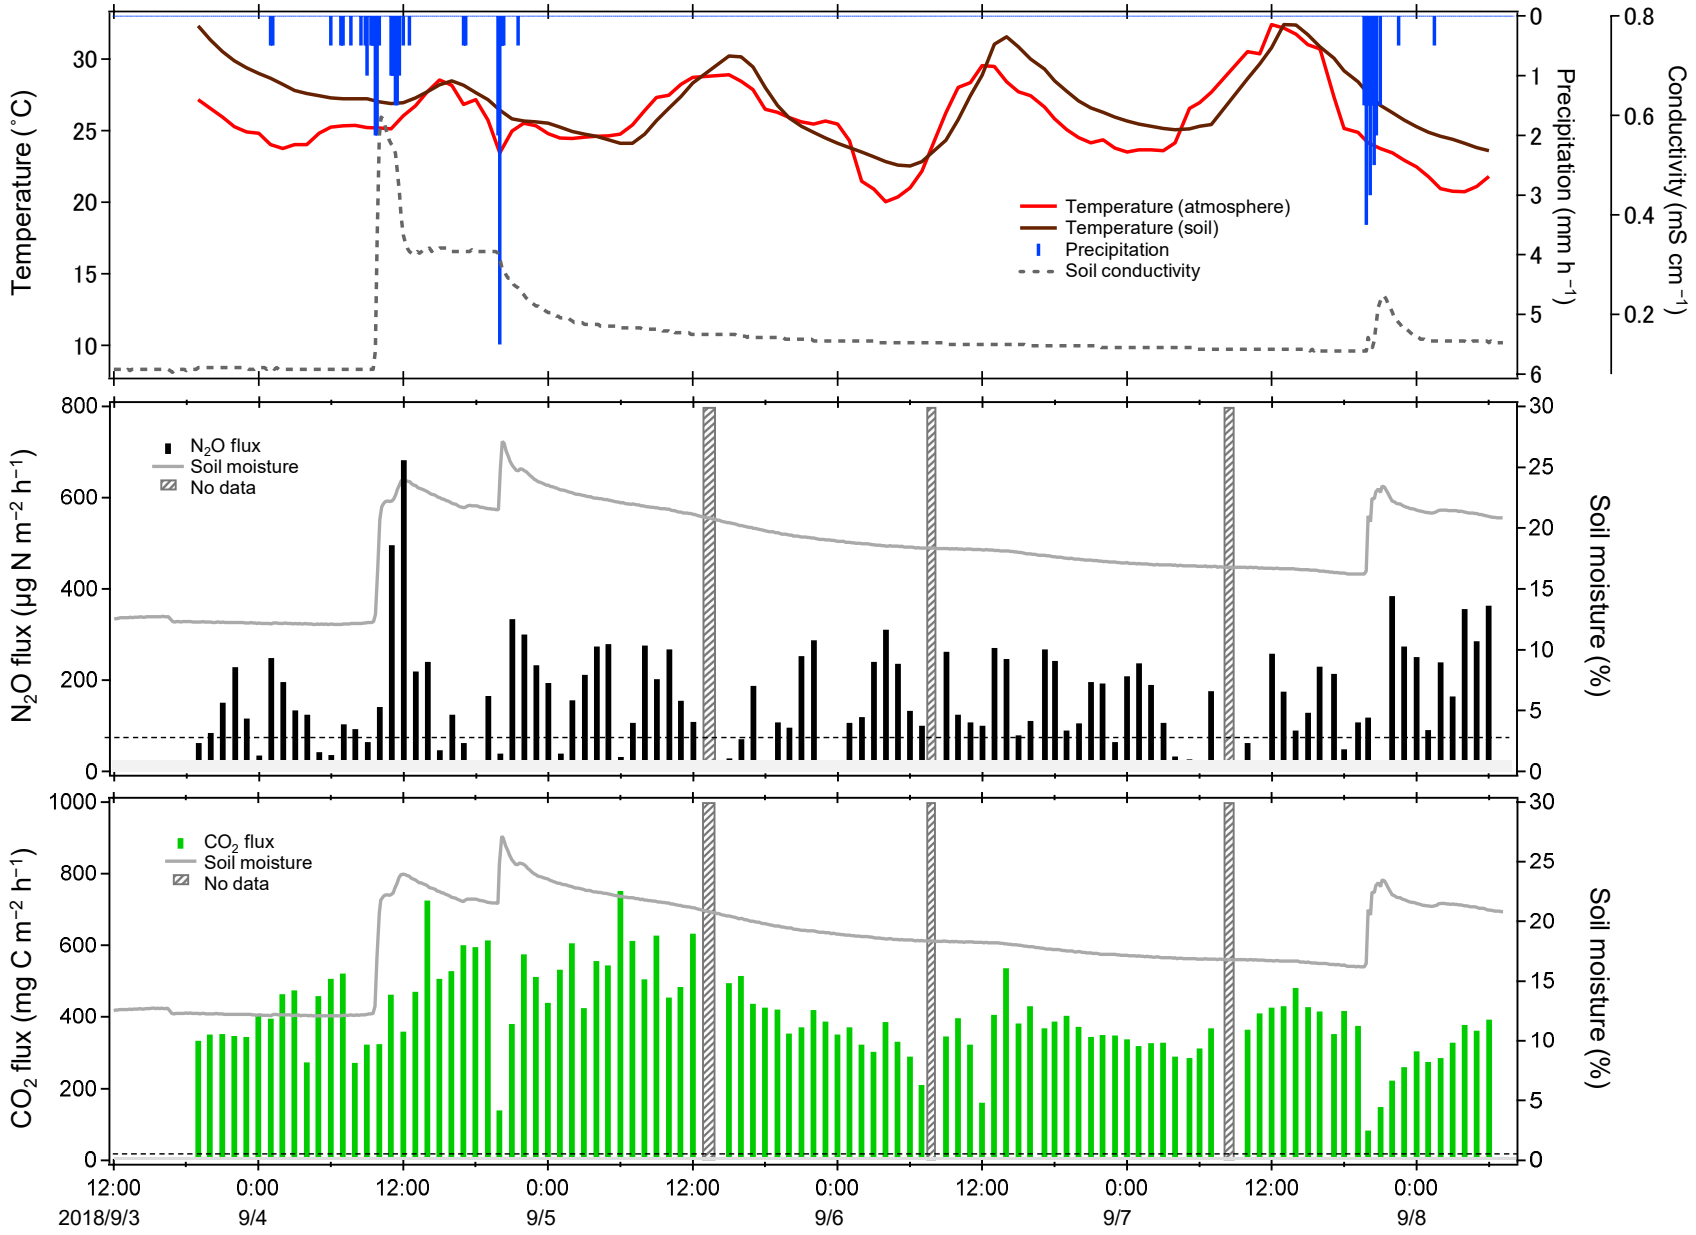 Temperature (˚C)
30
25
20
15
10
0
1
2
3
4
5
6
Precipitation (mm h⁻¹)
0.8
0.6
0.4
0.2
Conductivity (mS cm⁻¹)
Temperature (atmosphere)
Temperature (soil)
Precipitation
Soil conductivity
N₂O flux (µg N m⁻² h⁻¹)
800
600
400
200
0
N₂O flux
Soil moisture
No data
30
25
20
15
10
5
0
Soil moisture (%)
CO₂ flux (mg C m⁻² h⁻¹)
1000
800
600
400
200
0
CO₂ flux
Soil moisture
No data
30
25
20
15
10
5
0
Soil moisture (%)
12:00 0:00 12:00 0:00 12:00 0:00 12:00 0:00 12:00 0:00
2018/9/3 9/4 9/5 9/6 9/7 9/8